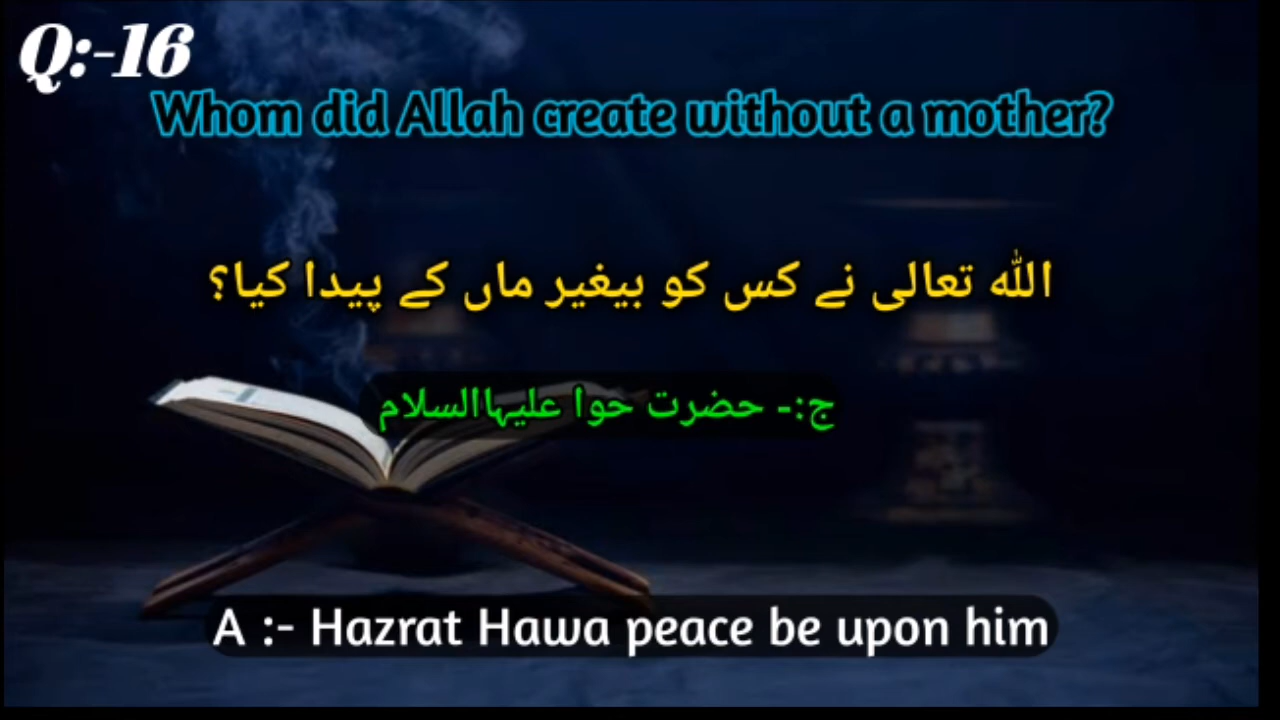 Q:-16
Whom did Allah create without a mother?
اللہ تعالی نے کس کو بیغیر ماں کے پیدا کیا؟
ج:- حضرت حوا علیہاالسلام
A :- Hazrat Hawa peace be upon him